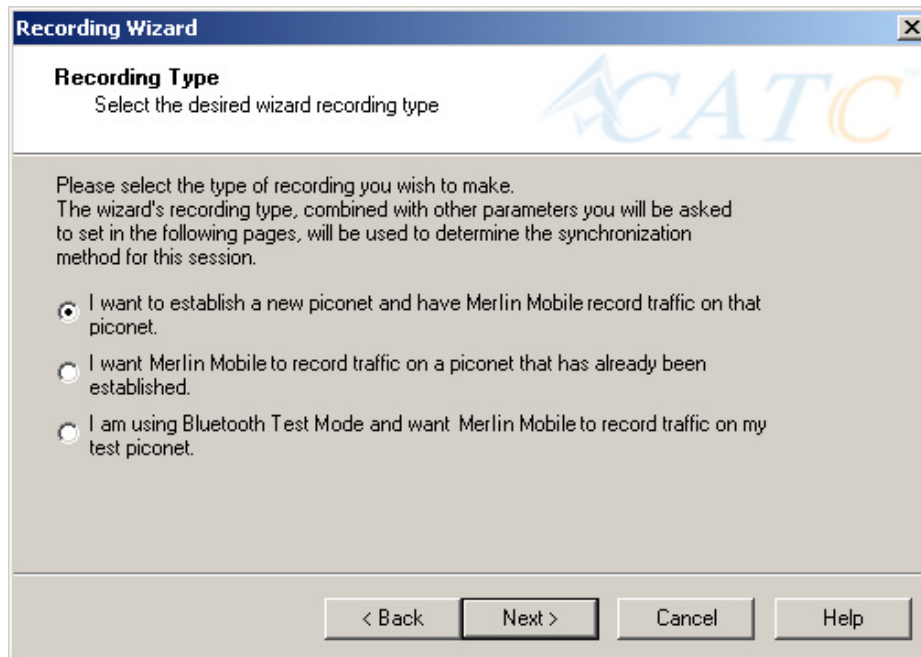 Recording Wizard
Recording Type
Select the desired wizard recording type
CATC
Please select the type of recording you wish to make.
The wizard's recording type, combined with other parameters you will be asked
to set in the following pages, will be used to determine the synchronization
method for this session.
I want to establish a new piconet and have Merlin Mobile record traffic on that
piconet.
I want Merlin Mobile to record traffic on a piconet that has already been
established.
I am using Bluetooth Test Mode and want Merlin Mobile to record traffic on my
test piconet.
< Back
Next >
Cancel
Help